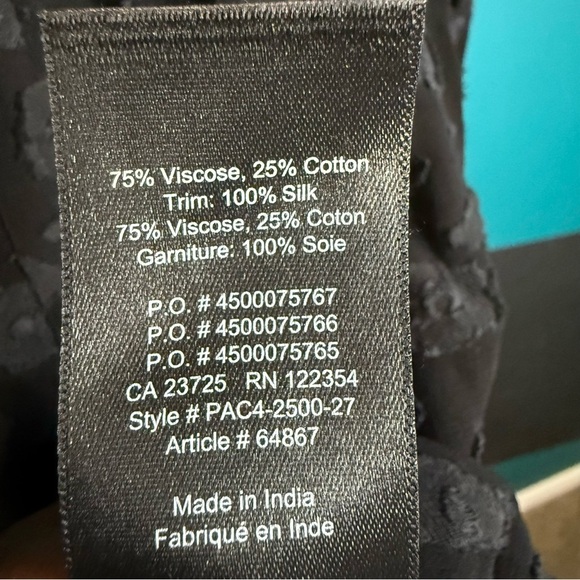 75% Viscose, 25% Cotton
Trim: 100% Silk
75% Viscose, 25% Coton
Garniture: 100% Soie
P.O. # 4500075767
P.O. # 4500075766
P.O. # 4500075765
CA 23725 RN 122354
Style # PAC4-2500-27
Article # 64867
Made in India
Fabriqué en Inde